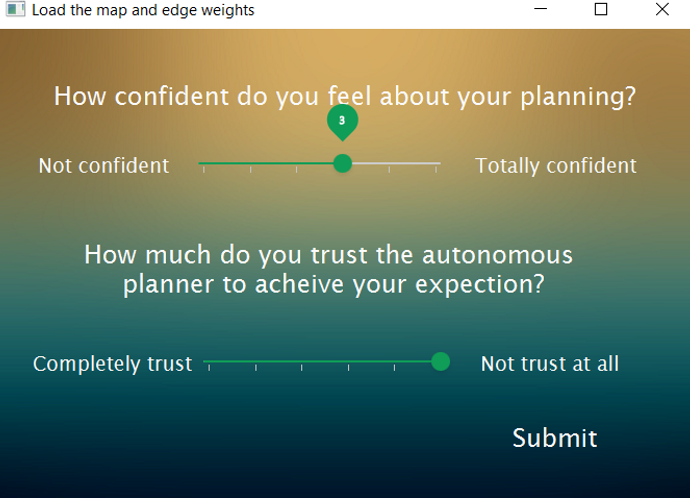 Load the map and edge weights
How confident do you feel about your planning?
3
Not confident
Totally confident
How much do you trust the autonomous
planner to acheive your expection?
Completely trust
Not trust at all
Submit